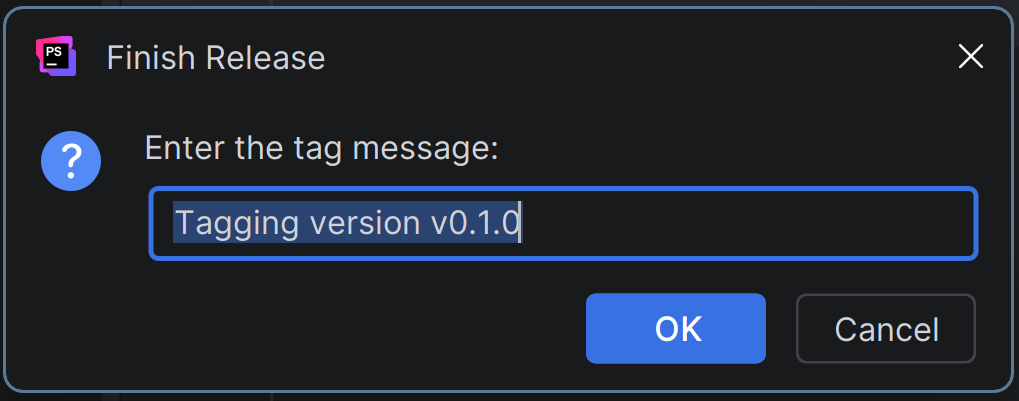 PS
Finish Release
Enter the tag message:
Tagging version v0.1.0
OK
Cancel